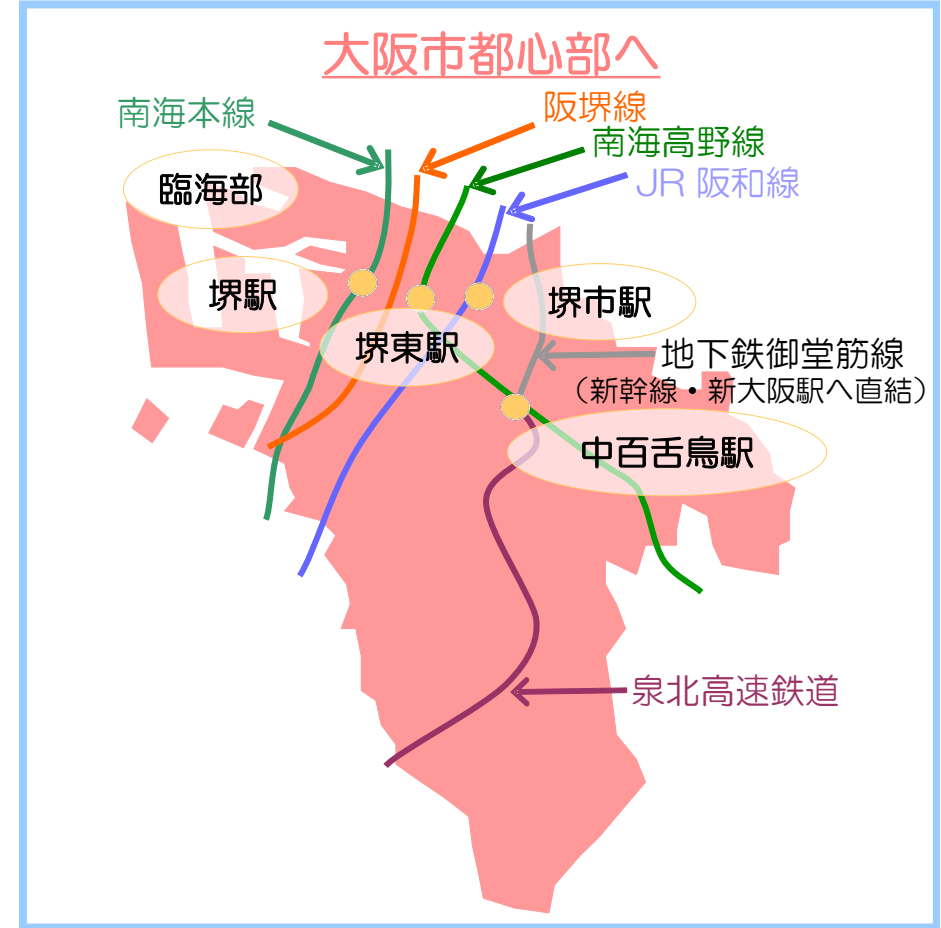 大阪市都心部へ
南海本線
阪堺線
南海高野線
JR 阪和線
臨海部
堺駅
堺市駅
堺東駅
地下鉄御堂筋線
（新幹線・新大阪駅へ直結）
中百舌鳥駅
泉北高速鉄道